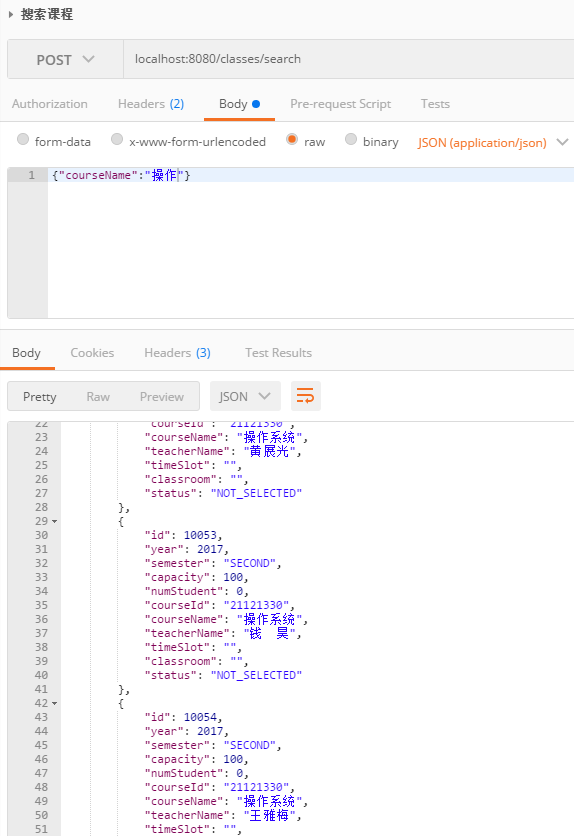 搜索课程
POST localhost:8080/classes/search
Authorization Headers (2) Body Pre-request Script Tests
form-data x-www-form-urlencoded raw binary JSON (application/json)
1 {"courseName":"操作"}
Body Cookies Headers (3) Test Results
Pretty Raw Preview JSON
22 "courseId": "21121330",
23 "courseName": "操作系统",
24 "teacherName": "黄展光",
25 "timeSlot": "",
26 "classroom": "",
27 "status": "NOT_SELECTED"
28 },
29 {
30 "id": 10053,
31 "year": 2017,
32 "semester": "SECOND",
33 "capacity": 100,
34 "numStudent": 0,
35 "courseId": "21121330",
36 "courseName": "操作系统",
37 "teacherName": "钱　昊",
38 "timeSlot": "",
39 "classroom": "",
40 "status": "NOT_SELECTED"
41 },
42 {
43 "id": 10054,
44 "year": 2017,
45 "semester": "SECOND",
46 "capacity": 100,
47 "numStudent": 0,
48 "courseId": "21121330",
49 "courseName": "操作系统",
50 "teacherName": "王雅梅",
51 "timeSlot": "",